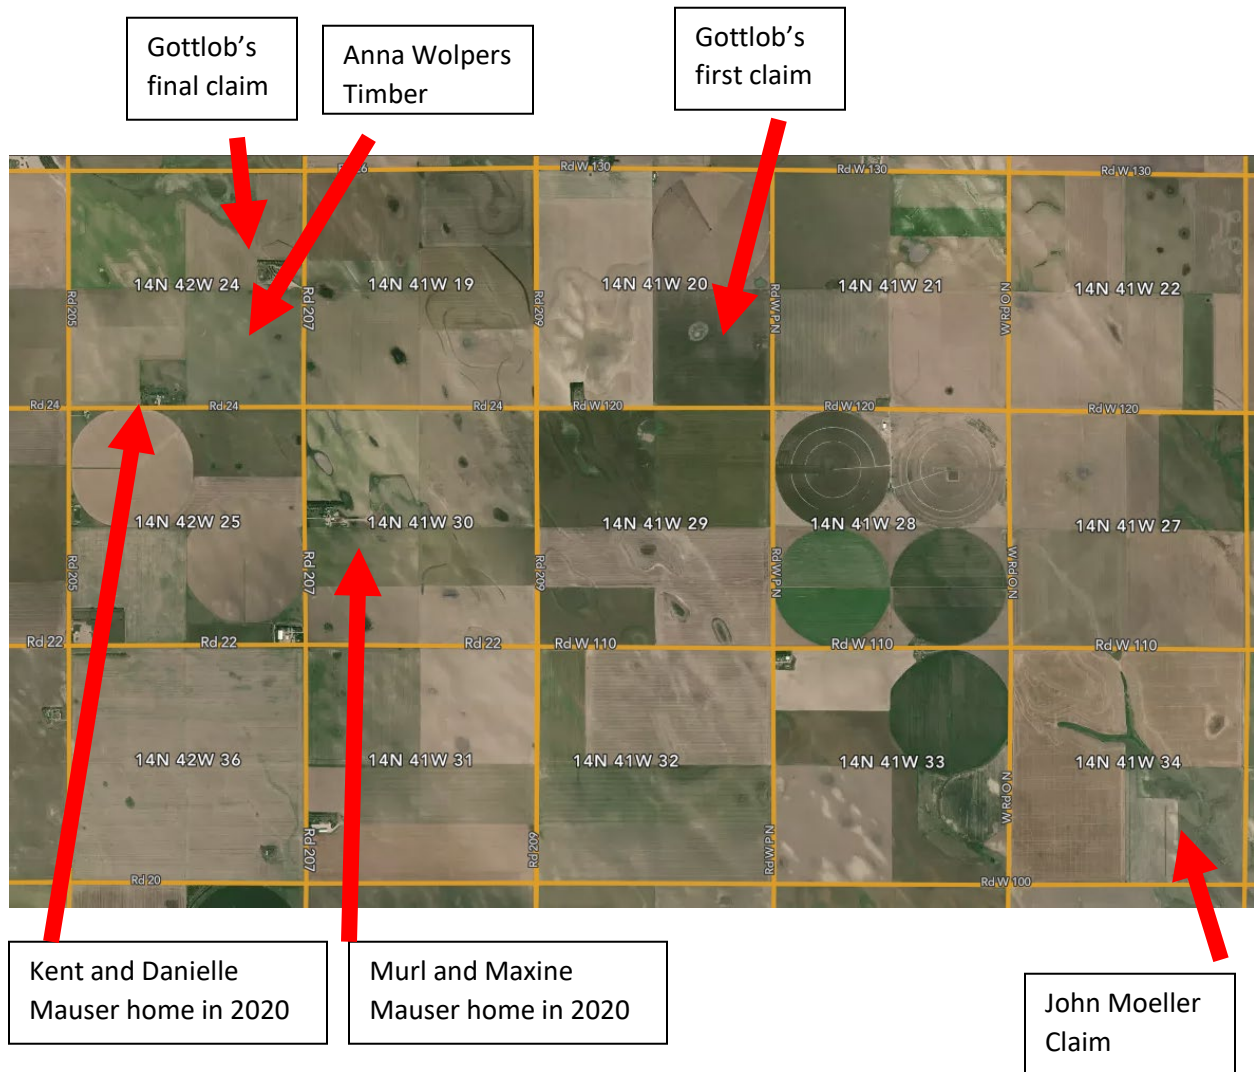 Gottlob’s
final claim
Anna Wolpers
Timber
Gottlob’s
first claim
Rd W 130
Rd W 130
Rd W 130
14N 42W 24
14N 41W 19
14N 41W 20
14N 41W 21
14N 41W 22
Rd 205
Rd 207
Rd 209
Rd W P N
W Rd O N
Rd 24
Rd 24
Rd 24
Rd W 120
Rd W 120
Rd W 120
14N 42W 25
14N 41W 30
14N 41W 29
14N 41W 28
14N 41W 27
Rd 205
Rd 207
Rd 209
Rd W P N
W Rd O N
Rd 22
Rd 22
Rd 22
Rd W 110
Rd W 110
Rd W 110
14N 42W 36
14N 41W 31
14N 41W 32
14N 41W 33
14N 41W 34
Rd 207
Rd 209
Rd W P N
W Rd O N
Rd 20
Rd W 100
Kent and Danielle
Mauser home in 2020
Murl and Maxine
Mauser home in 2020
John Moeller
Claim